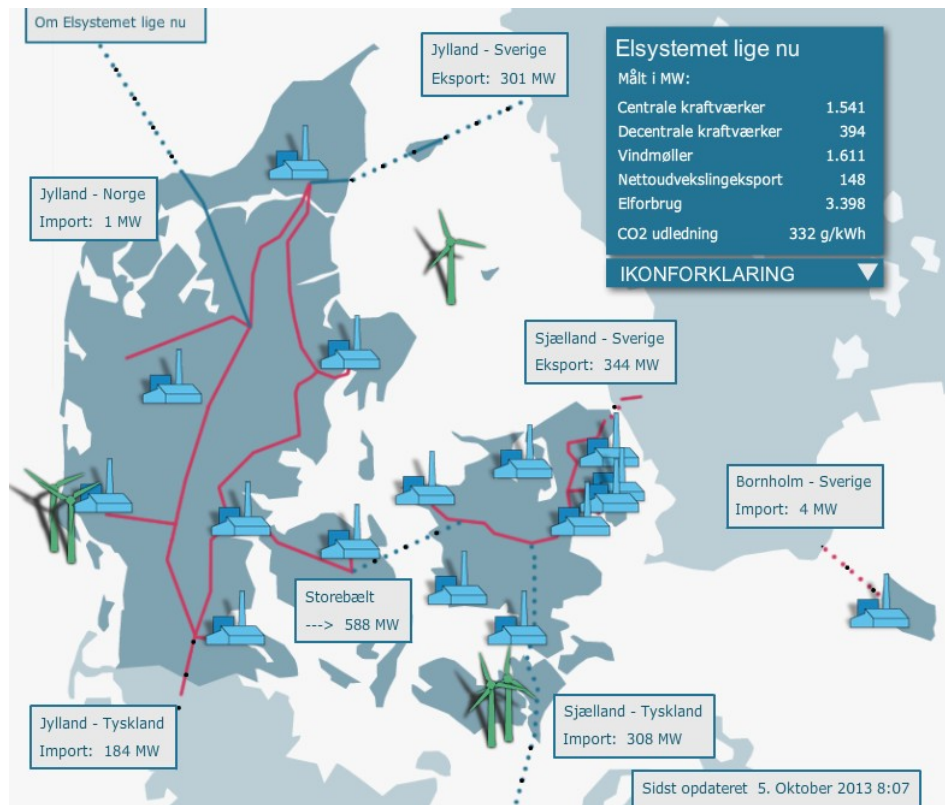 Om Elsystemet lige nu
Jylland - Sverige
Eksport: 301 MW
Elsystemet lige nu
Målt i MW:
Centrale kraftværker 1.541
Decentrale kraftværker 394
Vindmøller 1.611
Nettoudvekslingeksport 148
Elforbrug 3.398
CO2 udledning 332 g/kWh
IKONFORKLARING
Jylland - Norge
Import: 1 MW
Sjælland - Sverige
Eksport: 344 MW
Bornholm - Sverige
Import: 4 MW
Storebælt
---> 588 MW
Jylland - Tyskland
Import: 184 MW
Sjælland - Tyskland
Import: 308 MW
Sidst opdateret 5. Oktober 2013 8:07